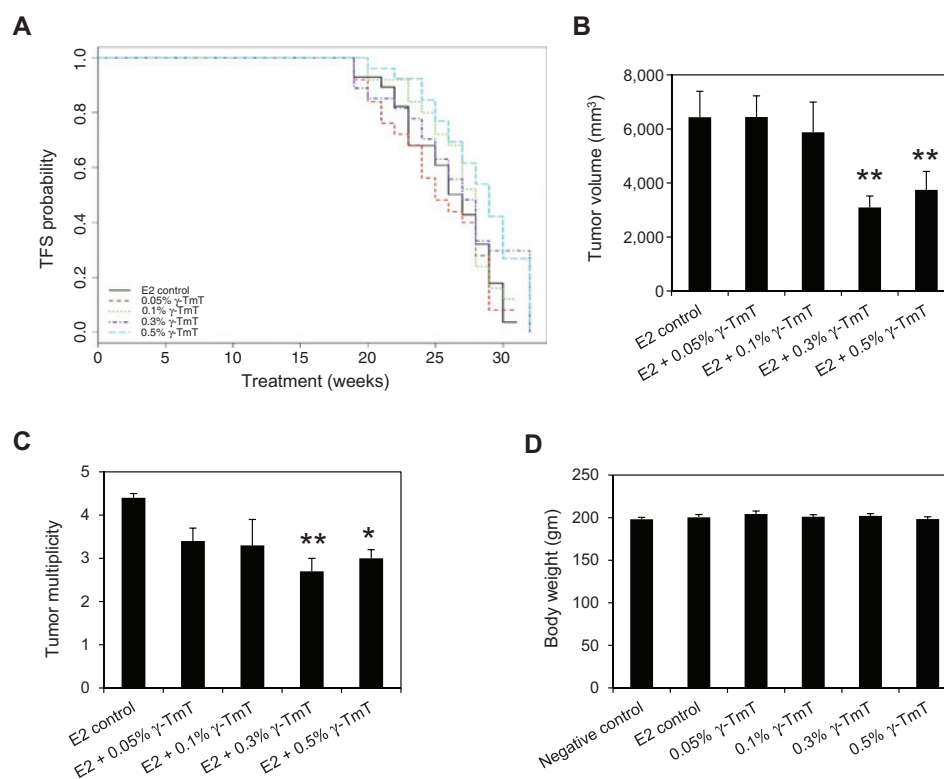 A
TFS probability
1.0
0.8
0.6
0.4
0.2
0.0
E2 control
0.05% γ-TmT
0.1% γ-TmT
0.3% γ-TmT
0.5% γ-TmT
0 5 10 15 20 25 30
Treatment (weeks)
B
Tumor volume (mm³)
8,000
6,000
4,000
2,000
0
**
**
E2 control
E2 + 0.05% γ-TmT
E2 + 0.1% γ-TmT
E2 + 0.3% γ-TmT
E2 + 0.5% γ-TmT
C
Tumor multiplicity
5
4
3
2
1
0
**
*
E2 control
E2 + 0.05% γ-TmT
E2 + 0.1% γ-TmT
E2 + 0.3% γ-TmT
E2 + 0.5% γ-TmT
D
Body weight (gm)
250
200
150
100
50
0
Negative control
E2 control
0.05% γ-TmT
0.1% γ-TmT
0.3% γ-TmT
0.5% γ-TmT